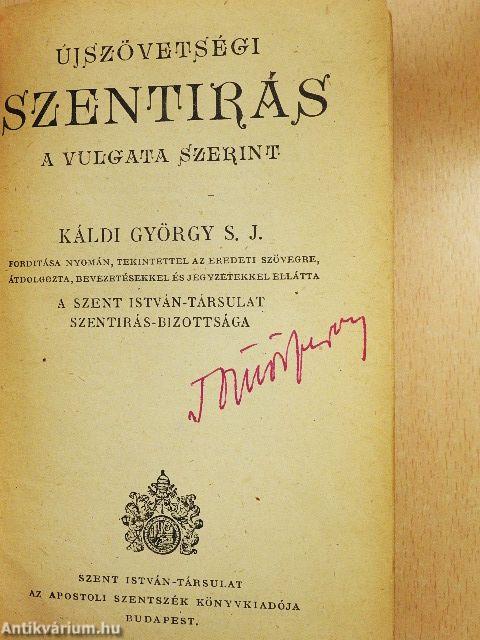 ÚJSZÖVETSÉGI
SZENTIRÁS
A VULGATA SZERINT
KÁLDI GYÖRGY S. J.
FORDITÁSA NYOMÁN, TEKINTETTEL AZ EREDETI SZÖVEGRE,
ÁTDOLGOZTA, BEVEZETÉSEKKEL ÉS JEGYZETEKKEL ELLÁTTA
A SZENT ISTVÁN-TÁRSULAT
SZENTIRÁS-BIZOTTSÁGA
SZENT ISTVÁN-TÁRSULAT
AZ APOSTOLI SZENTSZÉK KÖNYVKIADÓJA
BUDAPEST.
Antikvárium.hu